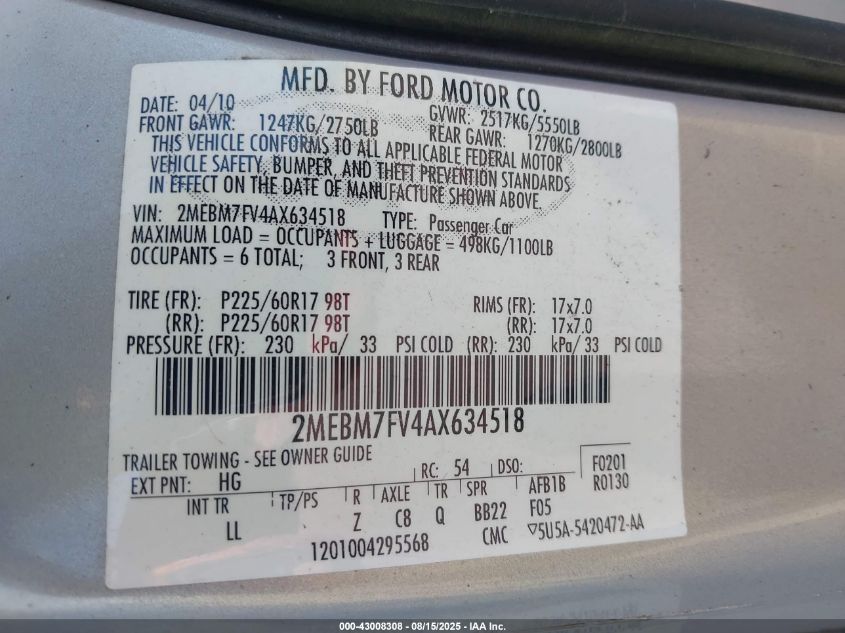 MFD. BY FORD MOTOR CO.
DATE: 04/10 GVWR: 2517KG/5550LB
FRONT GAWR: 1247KG/2750LB REAR GAWR: 1270KG/2800LB
THIS VEHICLE CONFORMS TO ALL APPLICABLE FEDERAL MOTOR
VEHICLE SAFETY, BUMPER, AND THEFT PREVENTION STANDARDS
IN EFFECT ON THE DATE OF MANUFACTURE SHOWN ABOVE.
VIN: 2MEBM7FV4AX634518 TYPE: Passenger Car
MAXIMUM LOAD = OCCUPANTS + LUGGAGE = 498KG/1100LB
OCCUPANTS = 6 TOTAL; 3 FRONT, 3 REAR
TIRE (FR): P225/60R17 98T RIMS (FR): 17x7.0
(RR): P225/60R17 98T (RR): 17x7.0
PRESSURE (FR): 230 kPa/ 33 PSI COLD (RR): 230 kPa/ 33 PSI COLD
2MEBM7FV4AX634518
TRAILER TOWING - SEE OWNER GUIDE
EXT PNT: HG RC: 54 DSO: F0201
R0130
INT TR TP/PS R AXLE TR SPR AFB1B
LL Z C8 Q BB22 F05
1201004295568 CMC ▽5U5A-5420472-AA
000-43008308 - 08/15/2025 - IAA Inc.